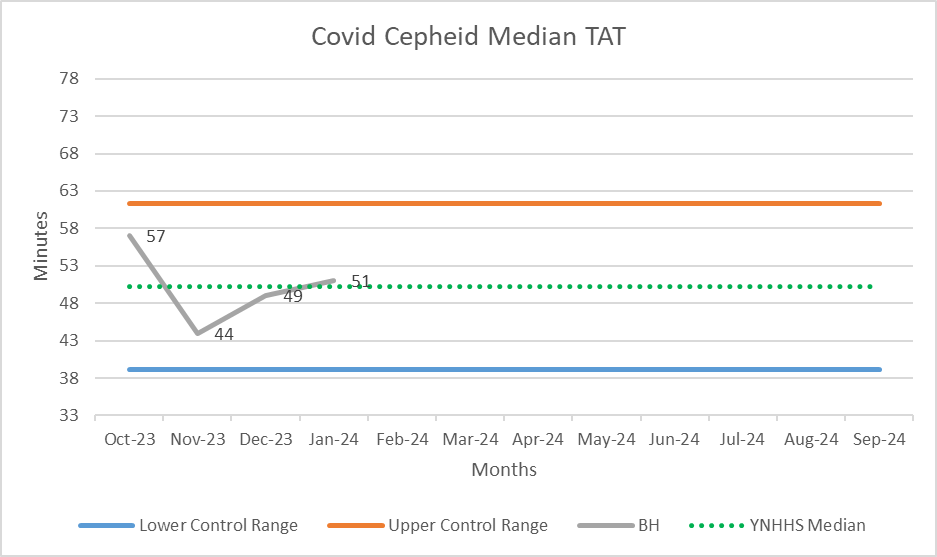 Covid Cepheid Median TAT
Minutes
78
73
68
63
58
53
48
43
38
33
57
44
49
51
Oct-23 Nov-23 Dec-23 Jan-24 Feb-24 Mar-24 Apr-24 May-24 Jun-24 Jul-24 Aug-24 Sep-24
Months
Lower Control Range Upper Control Range BH YNHHS Median